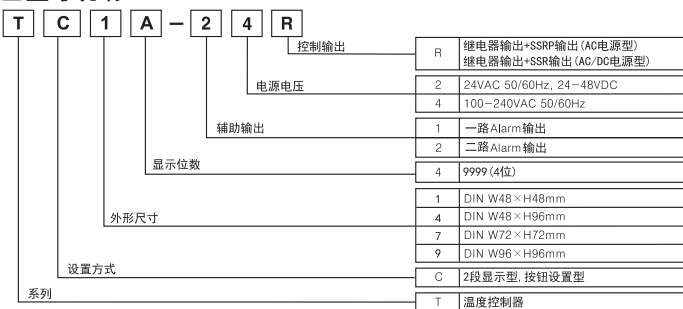 T C 1 A － 2 4 R
控制输出
R 继电器输出+SSRP输出(AC电源型)
继电器输出+SSR输出(AC/DC电源型)
电源电压
2 24VAC 50/60Hz, 24－48VDC
4 100－240VAC 50/60Hz
辅助输出
1 一路Alarm输出
2 二路Alarm输出
显示位数
4 9999(4位)
外形尺寸
1 DIN W48×H48mm
4 DIN W48×H96mm
7 DIN W72×H72mm
9 DIN W96×H96mm
设置方式
C 2段显示型, 按钮设置型
系列
T 温度控制器